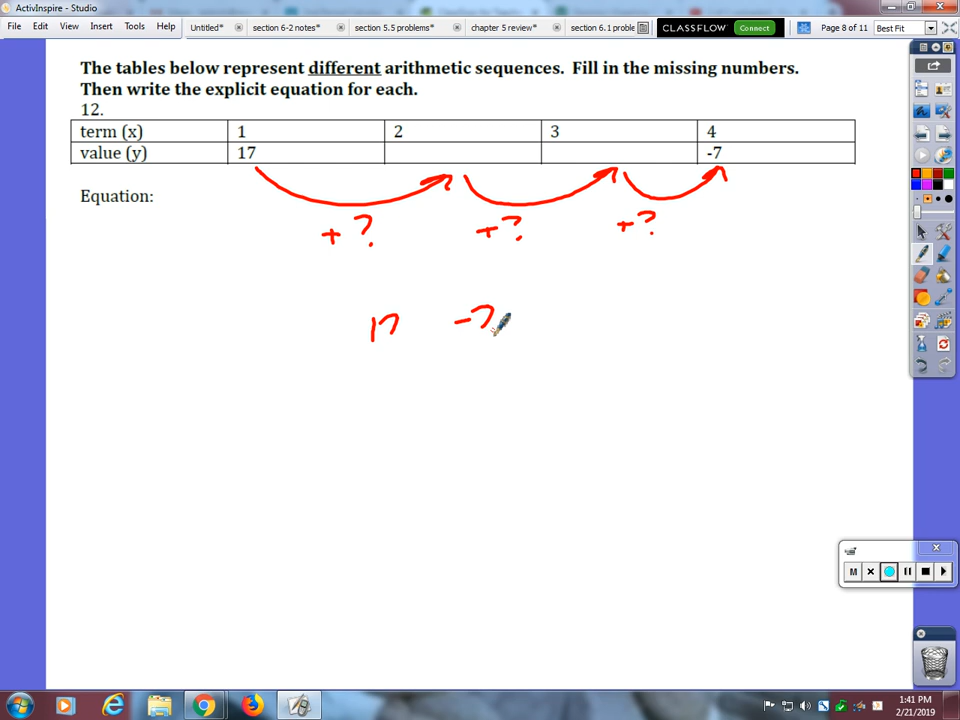 ActivInspire - Studio
File Edit View Insert Tools Help Untitled* section 6-2 notes* section 5.5 problems* chapter 5 review* section 6.1 proble CLASSFLOW Connect Page 8 of 11 Best Fit
The tables below represent different arithmetic sequences. Fill in the missing numbers.
Then write the explicit equation for each.
12.
term (x) 1 2 3 4
value (y) 17 -7
Equation:
+ ? + ? + ?
17 -7
M
1:41 PM
2/21/2019